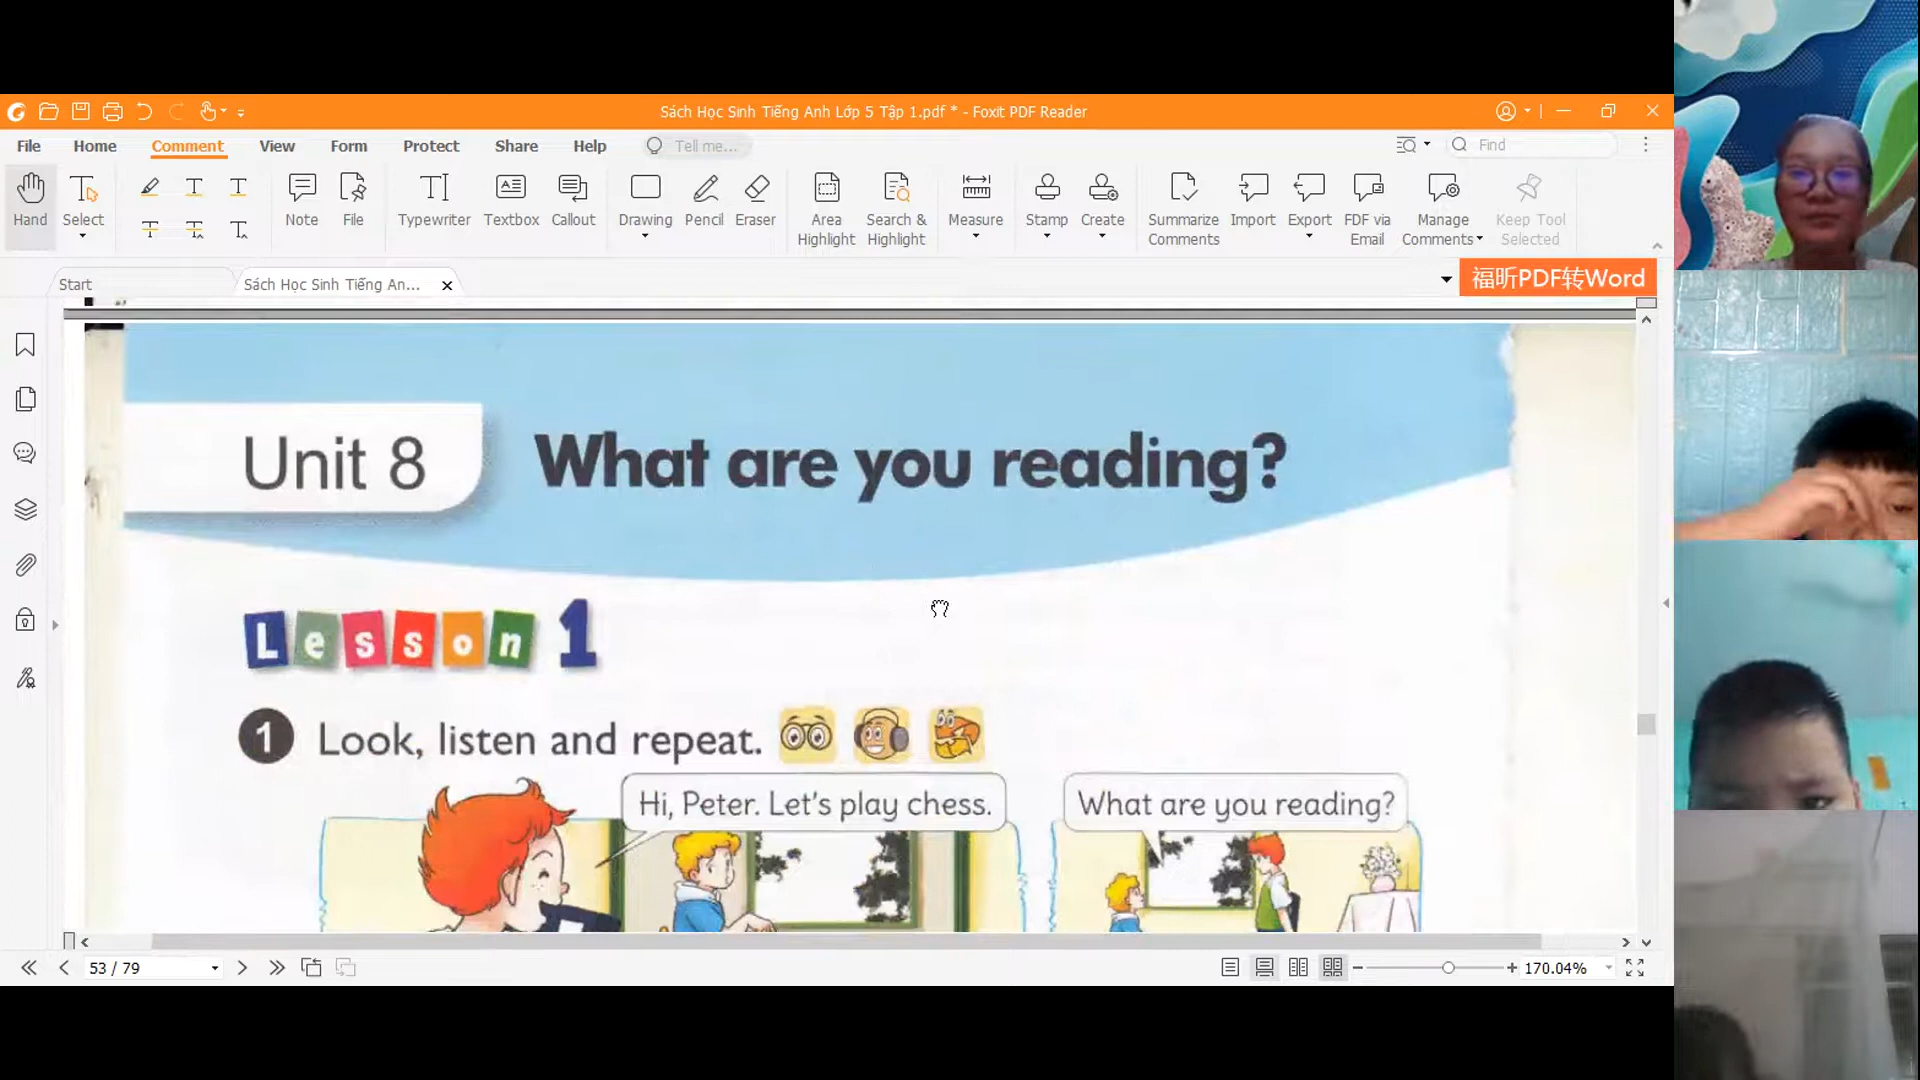 Sách Học Sinh Tiếng Anh Lớp 5 Tập 1.pdf * - Foxit PDF Reader
File Home Comment View Form Protect Share Help Tell me... Find
Hand Select Note File Typewriter Textbox Callout Drawing Pencil Eraser Area Highlight Search & Highlight Measure Stamp Create Summarize Comments Import Export PDF via Email Manage Comments Keep Tool Selected
Start Sách Học Sinh Tiếng An... 福昕PDF转Word
Unit 8 What are you reading?
Lesson 1
1 Look, listen and repeat.
Hi, Peter. Let's play chess.
What are you reading?
53 / 79 170.04%